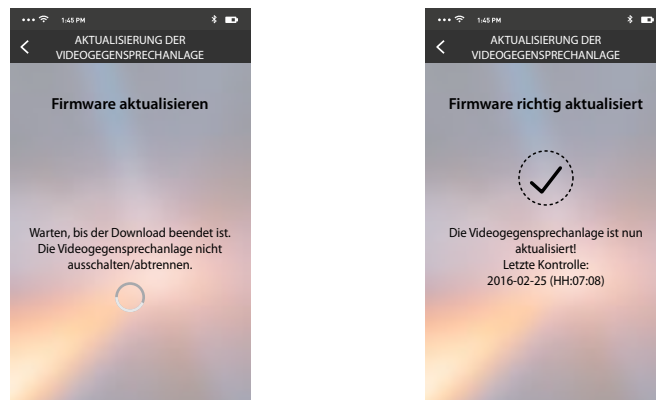 1:45 PM
AKTUALISIERUNG DER
VIDEOGEGENSPRECHANLAGE
Firmware aktualisieren
Warten, bis der Download beendet ist.
Die Videogegensprechanlage nicht
ausschalten/abtrennen.
1:45 PM
AKTUALISIERUNG DER
VIDEOGEGENSPRECHANLAGE
Firmware richtig aktualisiert
Die Videogegensprechanlage ist nun
aktualisiert!
Letzte Kontrolle:
2016-02-25 (HH:07:08)